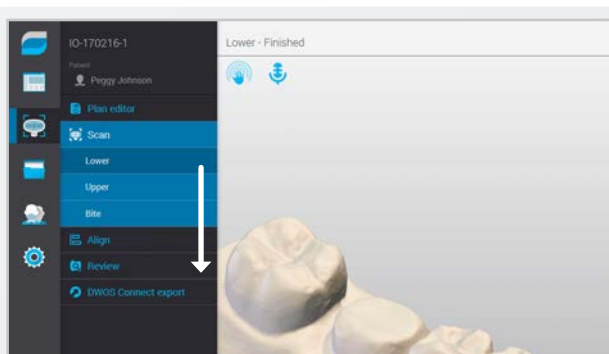 IO-170216-1
Lower - Finished
Patient
Peggy Johnson
Plan editor
Scan
Lower
Upper
Bite
Align
Review
DWOS Connect export